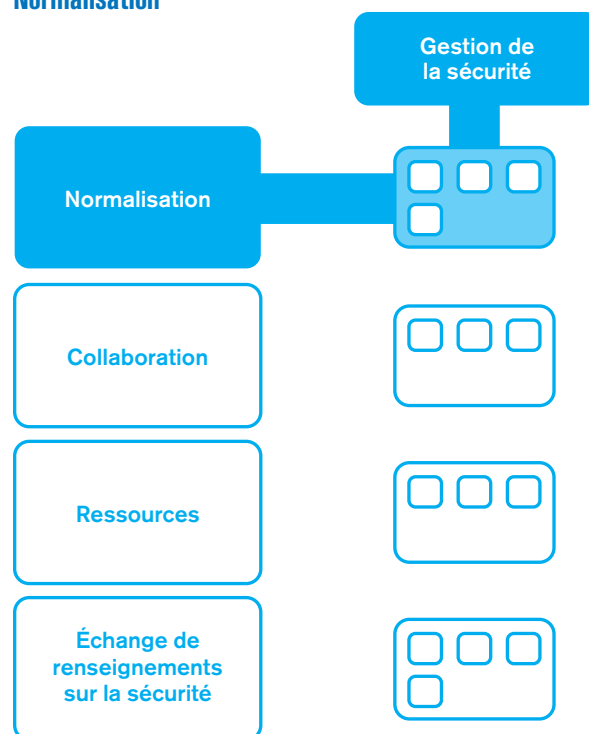 Normalisation
Gestion de
la sécurité
Normalisation
Collaboration
Ressources
Échange de
renseignements
sur la sécurité